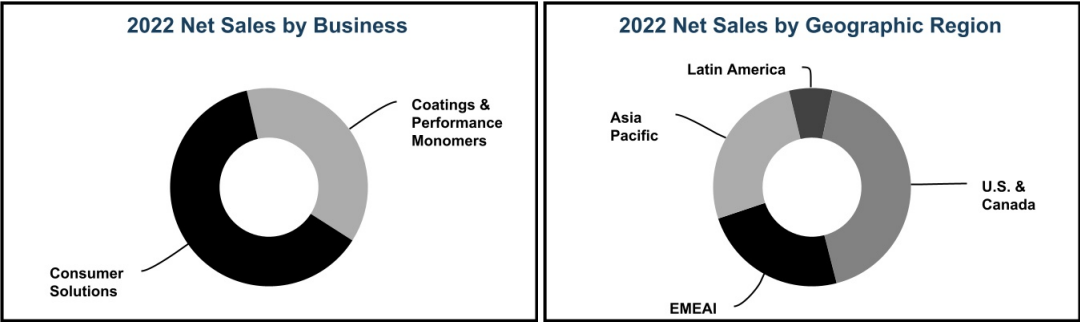 2022 Net Sales by Business
Coatings &
Performance
Monomers
Consumer
Solutions
2022 Net Sales by Geographic Region
Latin America
Asia
Pacific
U.S. &
Canada
EMEAI